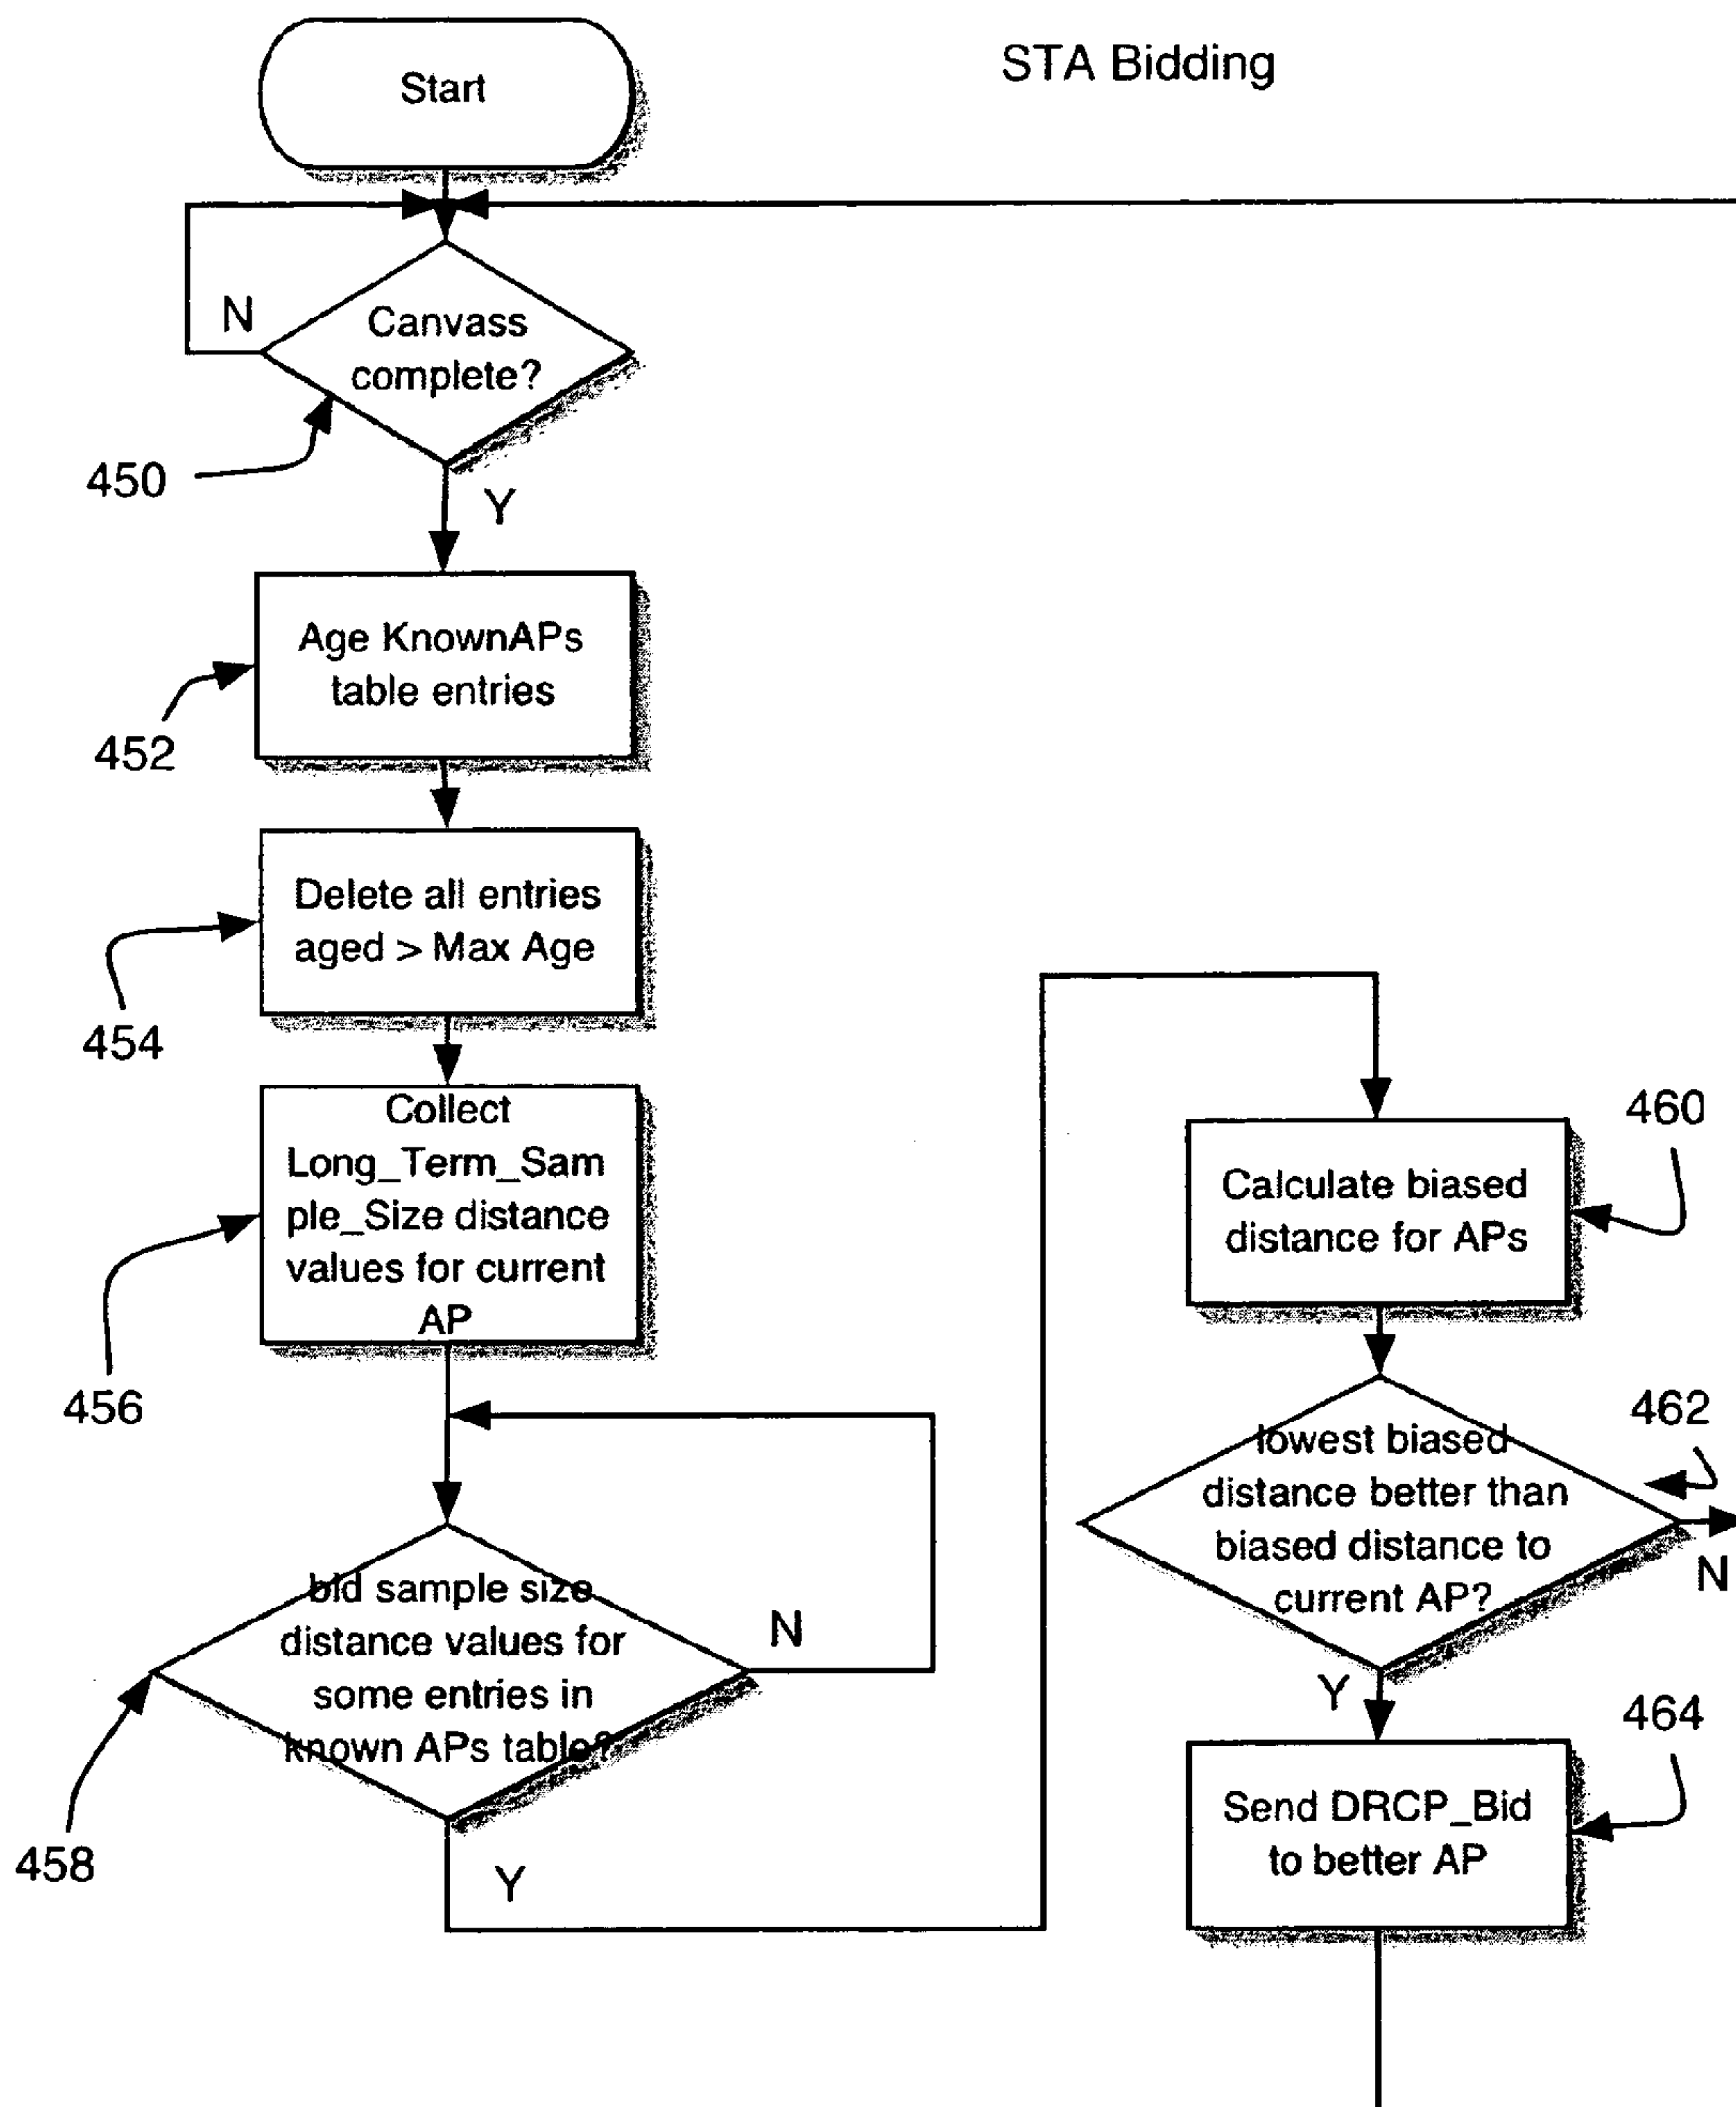 STA Bidding
Start
Canvass
complete?
N
Y
450
Age KnownAPs
table entries
452
Delete all entries
aged > Max Age
454
Collect
Long_Term_Sam
ple_Size distance
values for current
AP
456
bid sample size
distance values for
some entries in
known APs table?
N
Y
458
Calculate biased
distance for APs
460
lowest biased
distance better than
biased distance to
current AP?
462
N
Y
Send DRCP_Bid
to better AP
464